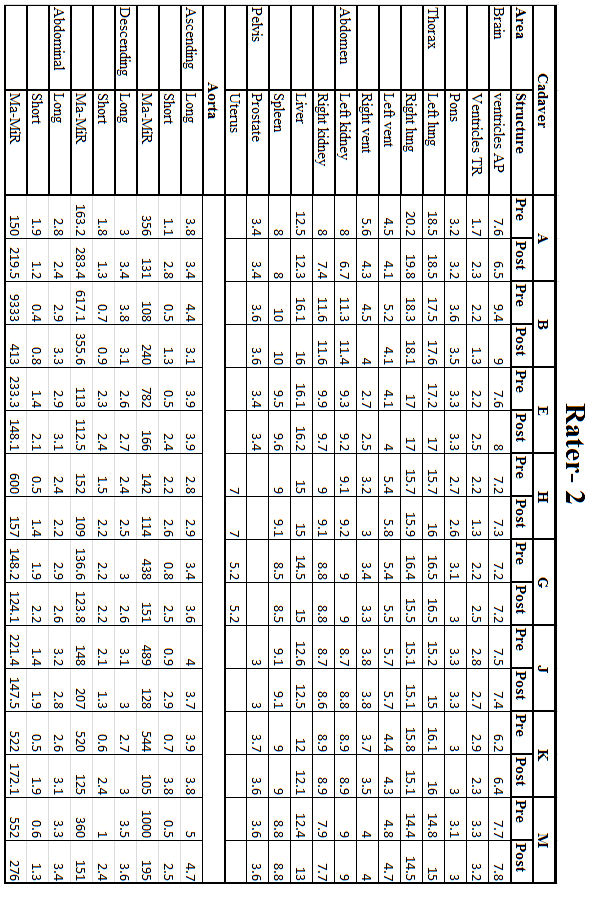 Rater- 2
Cadaver A B E H G J K M
Area Structure Pre Post Pre Post Pre Post Pre Post Pre Post Pre Post Pre Post Pre Post
Brain ventricles AP 7.6 6.5 9.4 9 7.6 8 7.2 7.3 7.2 7.2 7.5 7.4 6.2 6.4 7.7 7.8
Ventricles TR 1.7 2.3 2.2 1.3 2.2 2.5 2.2 1.3 2.2 2.5 2.8 2.7 2.9 2.3 3.3 3.2
Pons 3.2 3.2 3.6 3.5 3.3 3.3 2.7 2.6 3.1 3 3.3 3.3 3 3 3.1 3
Thorax Left lung 18.5 18.5 17.5 17.6 17.2 17 15.7 16 16.5 16.5 15.2 15 16.1 16 14.8 15
Right lung 20.2 19.8 18.3 18.1 17 17 15.7 15.9 16.4 15.5 15.1 15.1 15.8 15.1 14.4 14.5
Left vent 4.5 4.1 5.2 4.1 4.1 4 5.4 5.8 5.4 5.5 5.7 5.7 4.4 4.3 4.8 4.7
Right vent 5.6 4.3 4.5 4 2.7 2.5 3.2 3 3.4 3.3 3.8 3.8 3.7 3.5 4 4
Abdomen Left kidney 8 6.7 11.3 11.4 9.3 9.2 9.1 9.2 9 9 8.7 8.8 8.9 8.9 9 9
Right kidney 8 7.4 11.6 11.6 9.9 9.7 9 9.1 8.8 8.8 8.7 8.6 8.9 8.9 7.9 7.7
Liver 12.5 12.3 16.1 16 16.1 16.2 15 15 14.5 15 12.6 12.5 12 12.1 12.4 13
Spleen 8 8 10 10 9.5 9.6 9 9.1 8.5 8.5 9.1 9.1 9 9 8.8 8.8
Pelvis Prostate 3.4 3.4 3.6 3.6 3.4 3.4 3 3 3.7 3.6 3.6 3.6
Uterus 7 7 5.2 5.2
Aorta
Ascending Long 3.8 3.4 4.4 3.1 3.9 3.9 2.8 2.9 3.4 3.6 4 3.7 3.9 3.8 5 4.7
Short 1.1 2.8 0.5 1.3 0.5 2.4 2.2 2.6 0.8 2.5 0.9 2.9 0.7 3.8 0.5 2.5
Ma-MiR 356 131 108 240 782 166 142 114 438 151 489 128 544 105 1000 195
Descending Long 3 3.4 3.8 3.1 2.6 2.7 2.4 2.5 3 2.6 3.1 3 2.7 3 3.5 3.6
Short 1.8 1.3 0.7 0.9 2.3 2.4 1.5 2.2 2.2 2.2 2.1 1.3 0.6 2.4 1 2.4
Ma-MiR 163.2 283.4 617.1 355.6 113 112.5 152 109 136.6 123.8 148 207 520 125 360 151
Abdominal Long 2.8 2.4 2.9 3.3 2.9 3.1 2.4 2.2 2.9 2.6 3.2 2.8 2.6 3.1 3.3 3.4
Short 1.9 1.2 0.4 0.8 1.4 2.1 0.5 1.4 1.9 2.2 1.4 1.9 0.5 1.9 0.6 1.3
Ma-MiR 150 219.5 9333 413 233.3 148.1 600 157 148.2 124.1 221.4 147.5 522 172.1 552 276